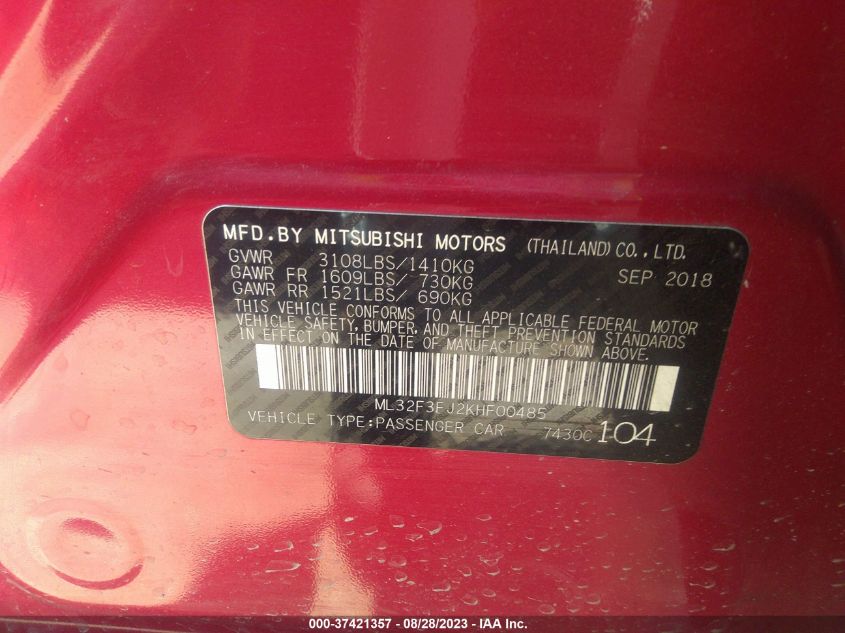 MFD.BY MITSUBISHI MOTORS (THAILAND) CO., LTD.
GVWR 3108LBS/1410KG SEP 2018
GAWR FR 1609LBS/ 730KG
GAWR RR 1521LBS/ 690KG
THIS VEHICLE CONFORMS TO ALL APPLICABLE FEDERAL MOTOR
VEHICLE SAFETY, BUMPER, AND THEFT PREVENTION STANDARDS
IN EFFECT ON THE DATE OF MANUFACTURE SHOWN ABOVE.
ML32F3FJ2KHF00485
VEHICLE TYPE:PASSENGER CAR 7430C 104
000-37421357 - 08/28/2023 - IAA Inc.